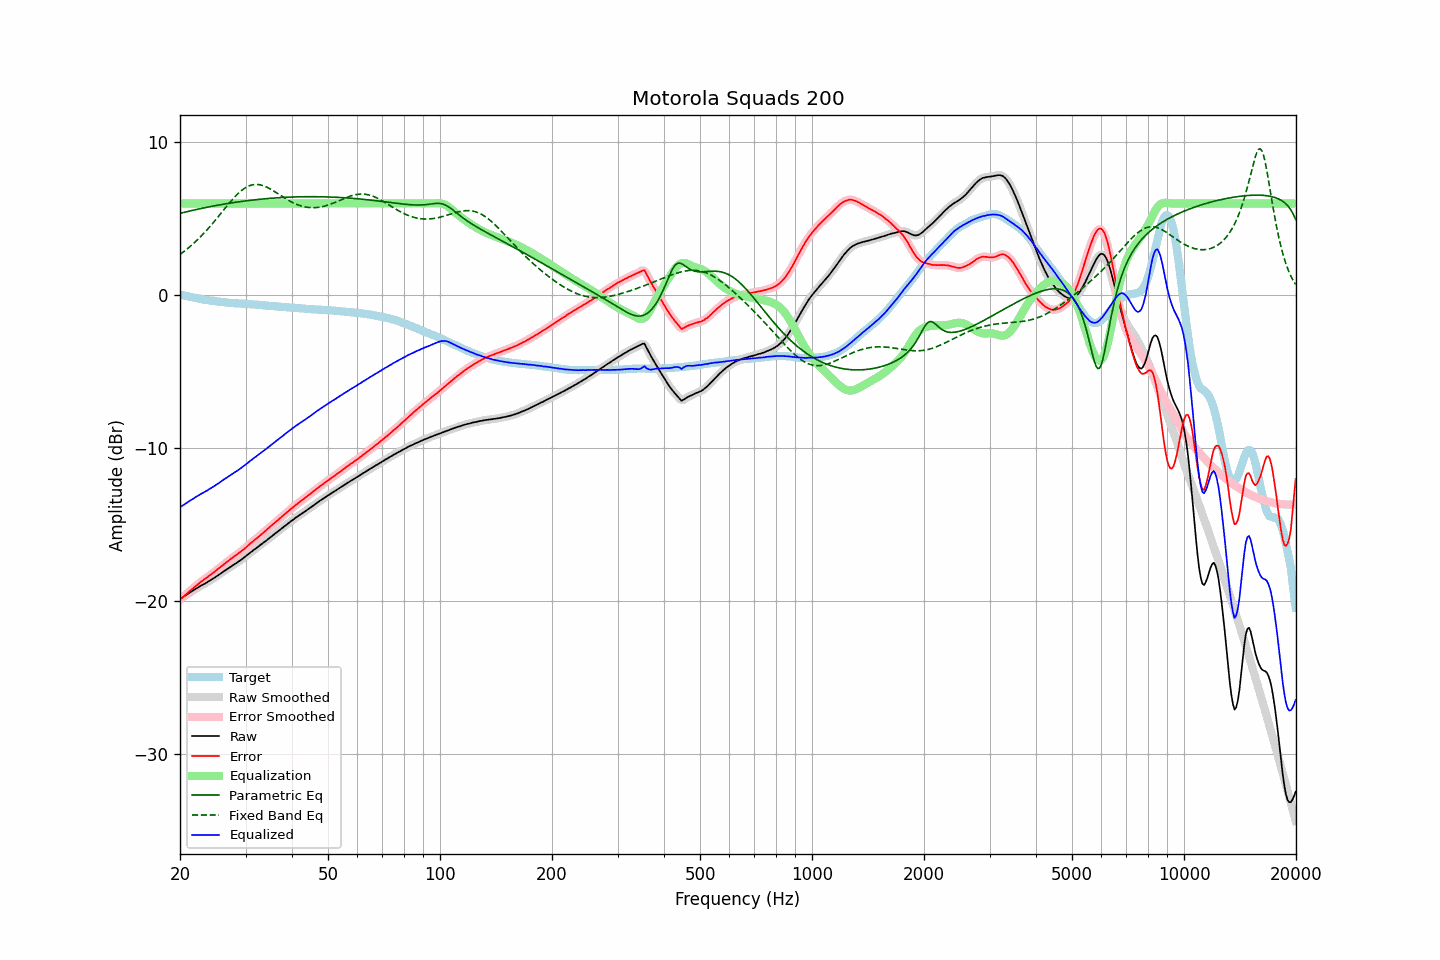 Motorola Squads 200
Amplitude (dBr)
10
0
−10
−20
−30
Target
Raw Smoothed
Error Smoothed
Raw
Error
Equalization
Parametric Eq
Fixed Band Eq
Equalized
20 50 100 200 500 1000 2000 5000 10000 20000
Frequency (Hz)